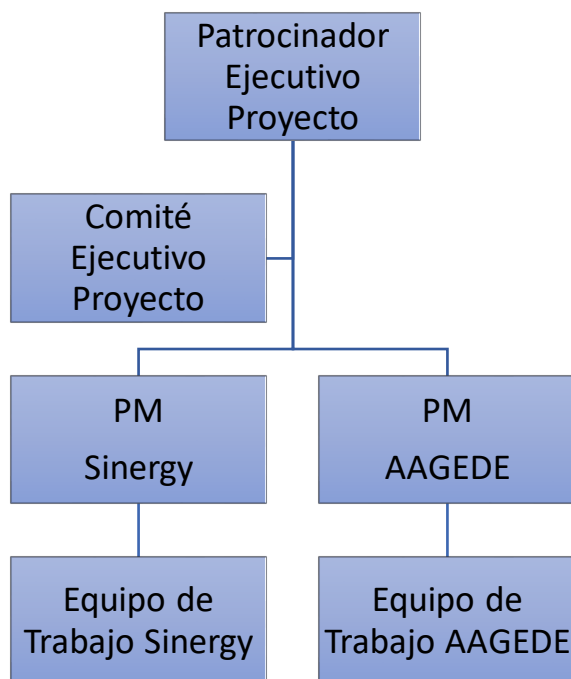 Patrocinador
Ejecutivo
Proyecto
Comité
Ejecutivo
Proyecto
PM
Sinergy
PM
AAGEDE
Equipo de
Trabajo Sinergy
Equipo de
Trabajo AAGEDE